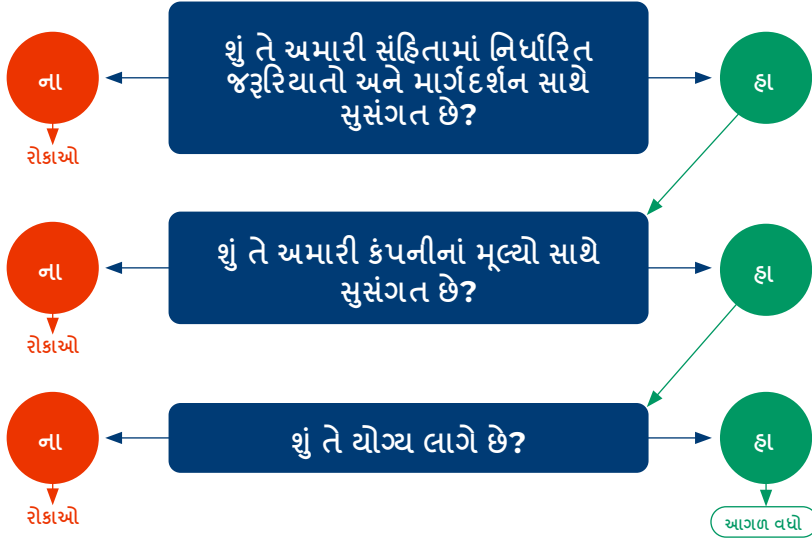 શું તે અમારી સંહિતામાં નિર્ધારિત
જરૂરિયાતો અને માર્ગદર્શન સાથે
સુસંગત છે?
ના
હા
રોકાઓ
શું તે અમારી કંપનીનાં મૂલ્યો સાથે
સુસંગત છે?
ના
હા
રોકાઓ
શું તે યોગ્ય લાગે છે?
ના
હા
રોકાઓ
આગળ વધો